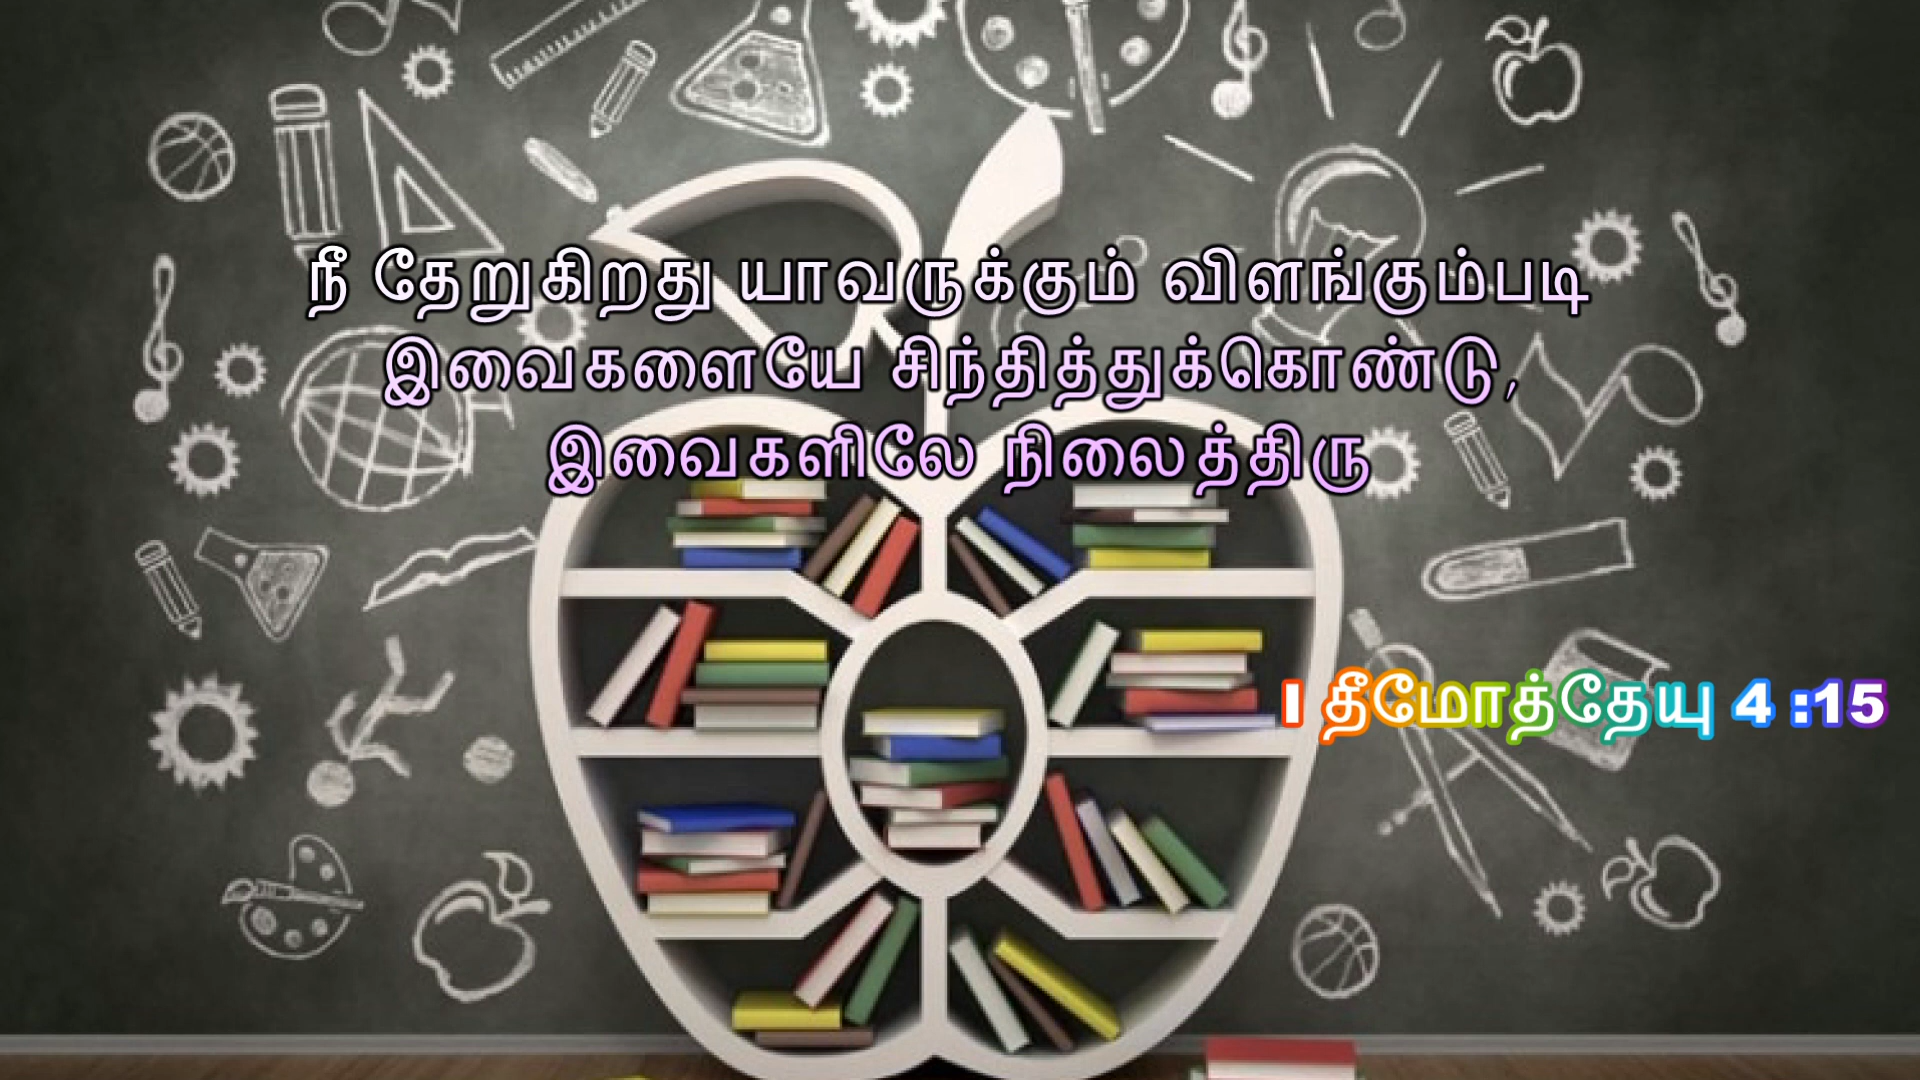 நீ தேறுகிறது யாவருக்கும் விளங்கும்படி
இவைகளையே சிந்தித்துக்கொண்டு,
இவைகளிலே நிலைத்திரு
I தீமோத்தேயு 4 :15